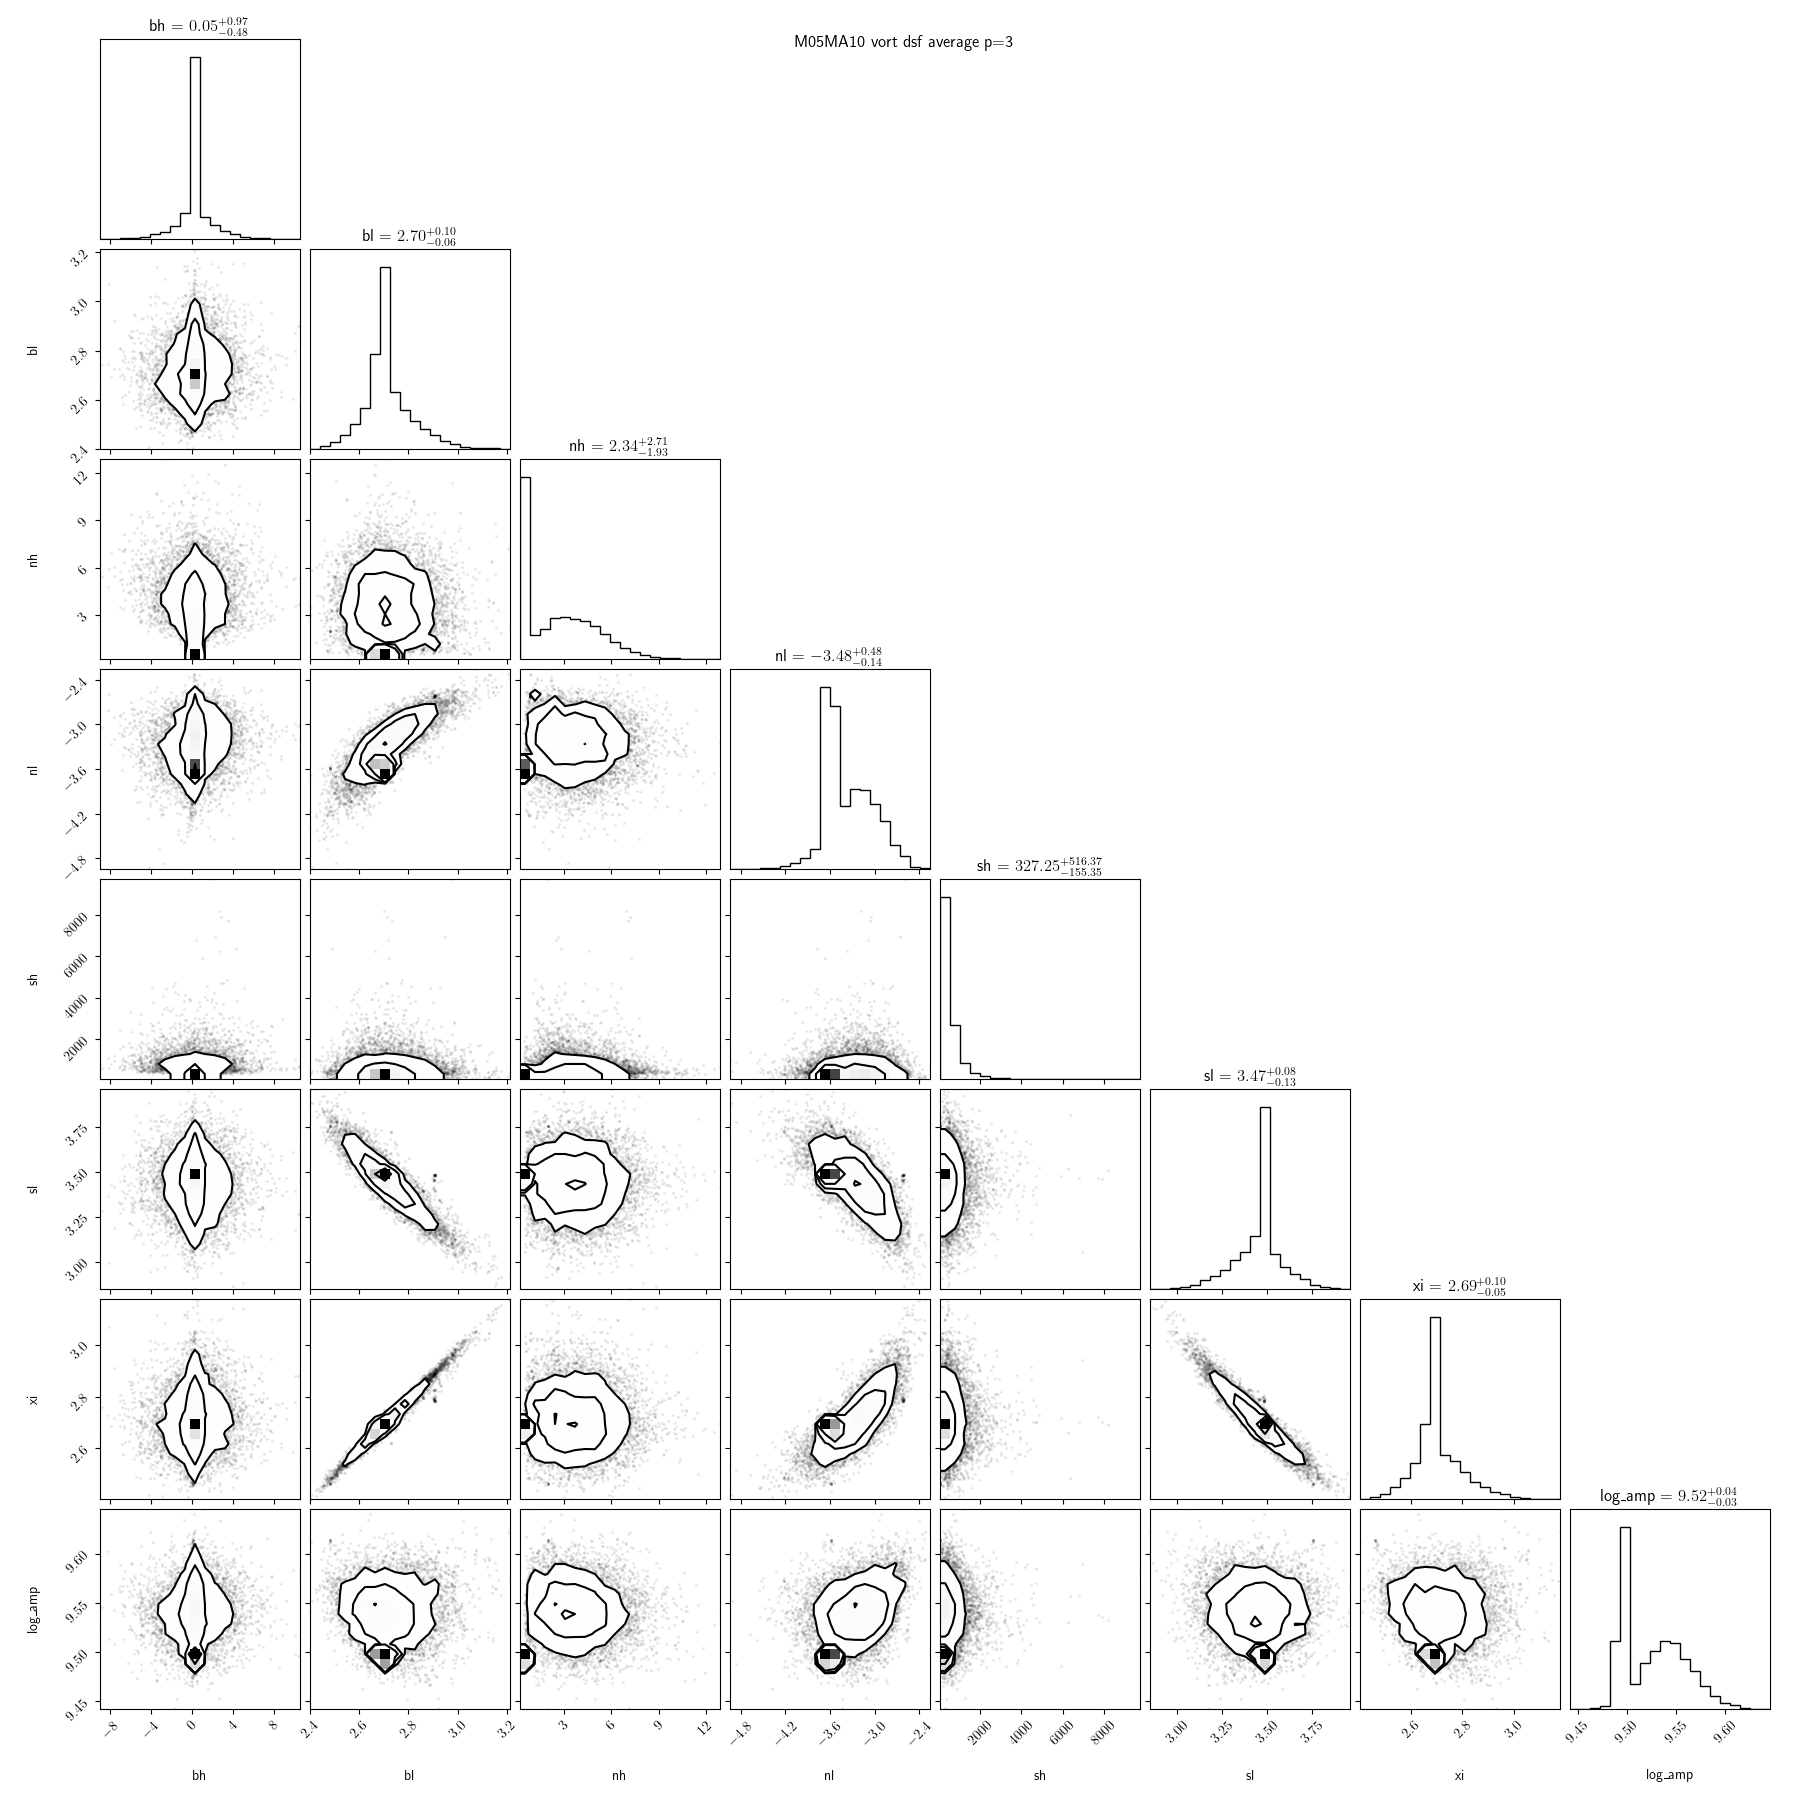 bh = 0.05^{+0.97}_{-0.48}
M05MA10 vort dsf average p=3
bl = 2.70^{+0.10}_{-0.06}
3.2
3.0
2.8
2.6
2.4
bl
nh = 2.34^{+2.71}_{-1.93}
12
9
6
3
nh
nl = −3.48^{+0.48}_{-0.14}
−2.4
−3.0
−3.6
−4.2
−4.8
nl
sh = 327.25^{+516.37}_{-155.35}
8000
6000
4000
2000
sh
sl = 3.47^{+0.08}_{-0.13}
3.75
3.50
3.25
3.00
sl
xi = 2.69^{+0.10}_{-0.05}
3.0
2.8
2.6
xi
log_amp = 9.52^{+0.04}_{-0.03}
9.60
9.55
9.50
9.45
log_amp
−8 −4 0 4 8 2.4 2.6 2.8 3.0 3.2 3 6 9 12 −4.8 −4.2 −3.6 −3.0 −2.4 2000 4000 6000 8000 3.00 3.25 3.50 3.75 2.6 2.8 3.0 9.45 9.50 9.55 9.60
bh bl nh nl sh sl xi log_amp